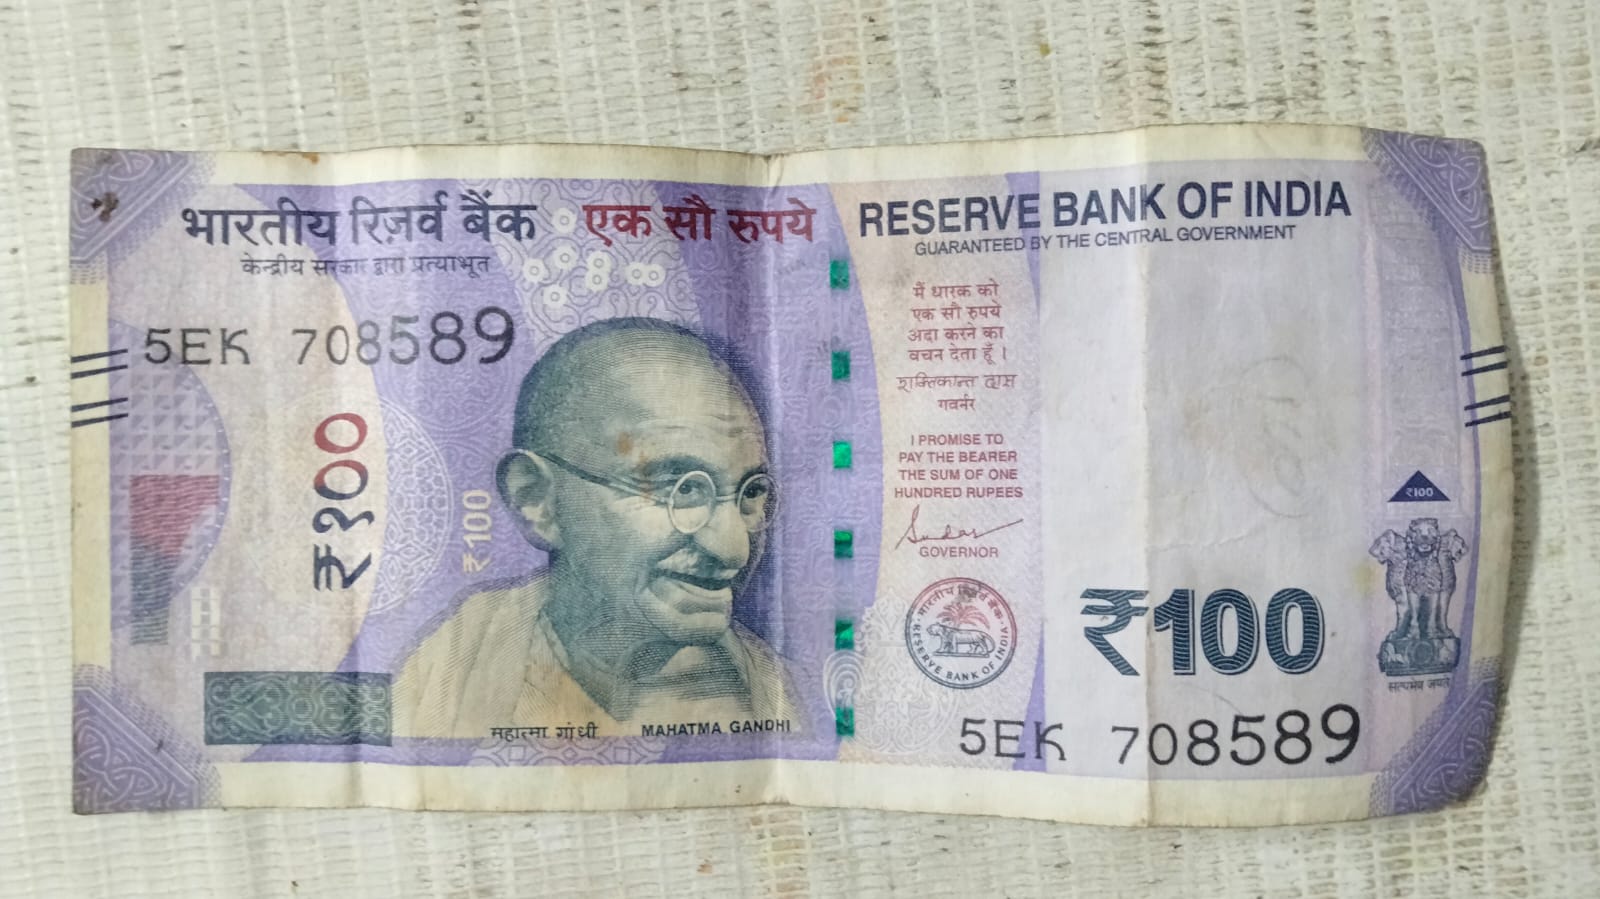 भारतीय रिज़र्व बैंक
केन्द्रीय सरकार द्वारा प्रत्याभूत
एक सौ रुपये
RESERVE BANK OF INDIA
GUARANTEED BY THE CENTRAL GOVERNMENT
5EK 708589
₹१००
₹100
मैं धारक को
एक सौ रुपये
अदा करने का
वचन देता हूँ।
शक्तिकान्त दास
गवर्नर
I PROMISE TO
PAY THE BEARER
THE SUM OF ONE
HUNDRED RUPEES
GOVERNOR
भारतीय रिज़र्व बैंक
RESERVE BANK OF INDIA
₹100
₹100
सत्यमेव जयते
महात्मा गांधी
MAHATMA GANDHI
5EK 708589